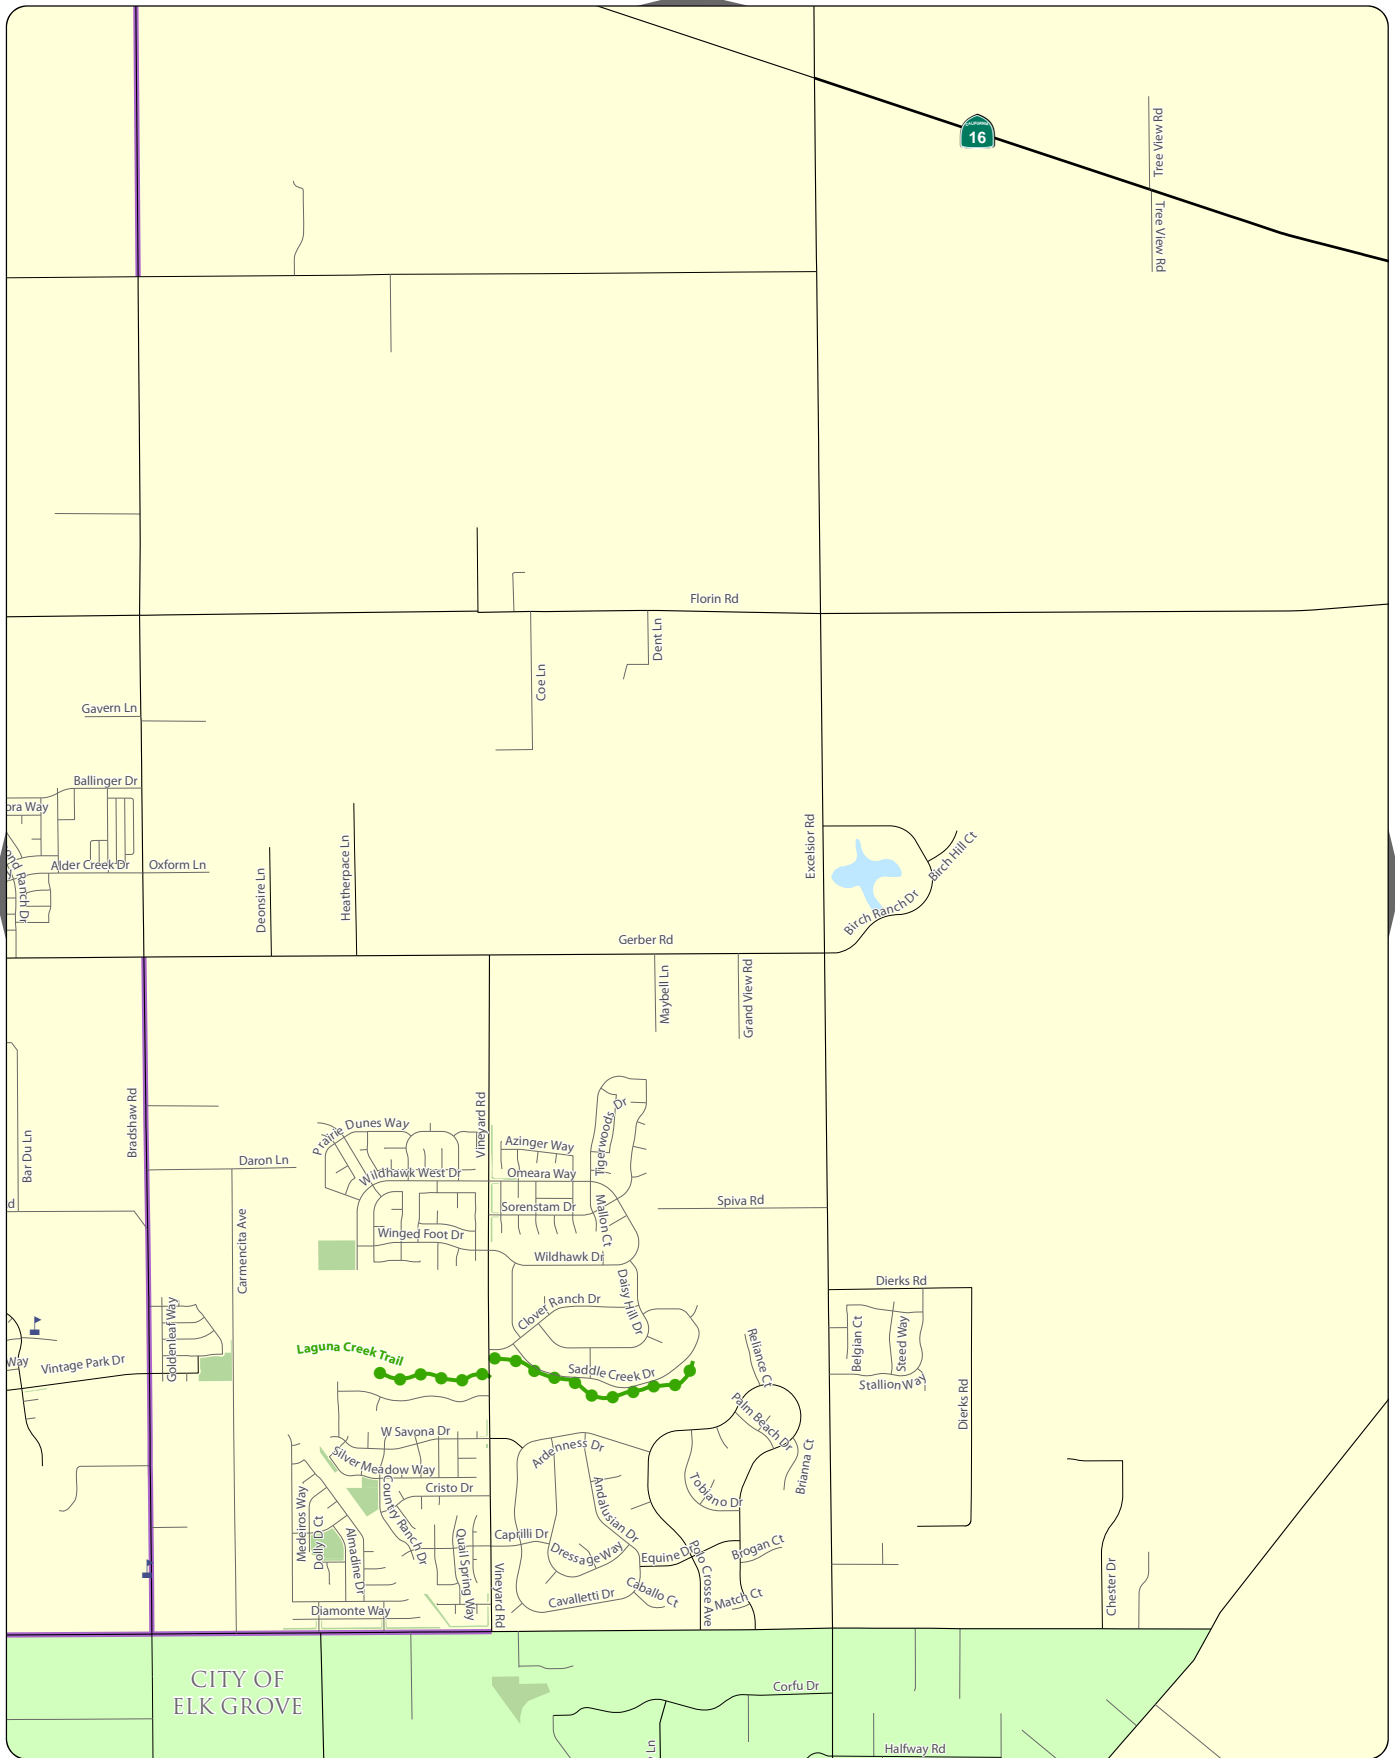 CALIFORNIA
16
Tree View Rd
Tree View Rd
Florin Rd
Dent Ln
Coe Ln
Gavern Ln
Ballinger Dr
ora Way
ond Ranch Dr
Alder Creek Dr
Oxform Ln
Deonsire Ln
Heatherpace Ln
Excelsior Rd
Birch Hill Ct
Birch Ranch Dr
Gerber Rd
Maybell Ln
Grand View Rd
Bradshaw Rd
Bar Du Ln
Vineyard Rd
Prairie Dunes Way
Azinger Way
Tigerwoods Dr
Daron Ln
Wildhawk West Dr
Omeara Way
d
Carmencita Ave
Sorenstam Dr
Mallon Ct
Spiva Rd
Winged Foot Dr
Wildhawk Dr
Daisy Hill Dr
Dierks Rd
Clover Ranch Dr
Goldenleaf Way
Belgian Ct
Steed Way
Way
Vintage Park Dr
Laguna Creek Trail
Saddle Creek Dr
Reliance Ct
Stallion Way
Dierks Rd
Palm Beach Dr
W Savona Dr
Ardenness Dr
Silver Meadow Way
Brianna Ct
Cristo Dr
Country Ranch Dr
Tobiano Dr
Andalusian Dr
Medeiros Way
Dolly D Ct
Almadine Dr
Quail Spring Way
Caprilli Dr
Dressage Way
Equine Dr
Polo Crosse Ave
Brogan Ct
Vineyard Rd
Cavalletti Dr
Caballo Ct
Match Ct
Chester Dr
Diamonte Way
CITY OF
ELK GROVE
Corfu Dr
Ln
Halfway Rd